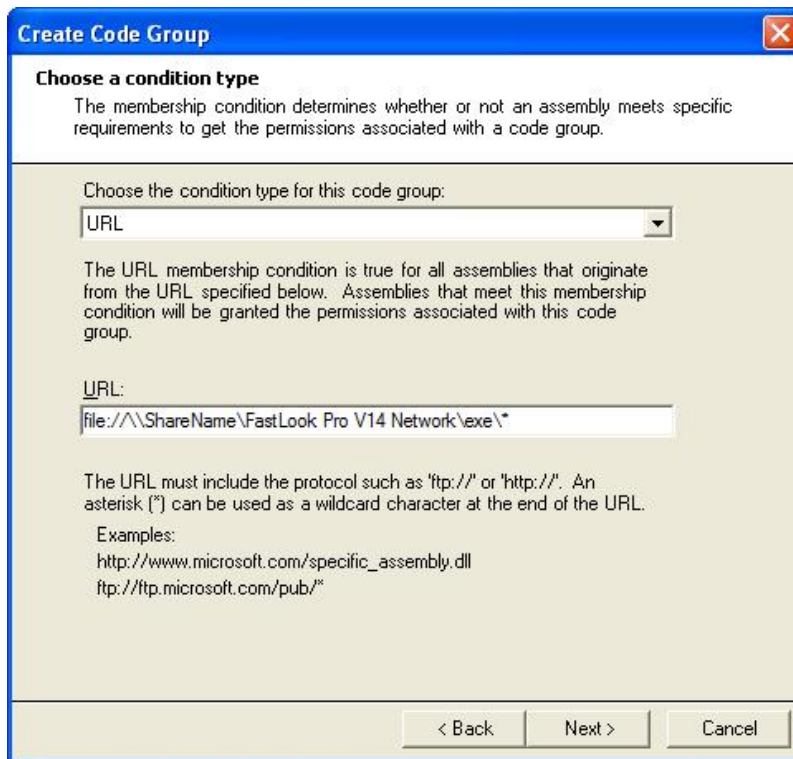 Create Code Group
Choose a condition type
The membership condition determines whether or not an assembly meets specific
requirements to get the permissions associated with a code group.
Choose the condition type for this code group:
URL
The URL membership condition is true for all assemblies that originate
from the URL specified below. Assemblies that meet this membership
condition will be granted the permissions associated with this code
group.
URL:
file://\\ShareName\FastLook Pro V14 Network\exe\*
The URL must include the protocol such as 'ftp://' or 'http://'. An
asterisk (*) can be used as a wildcard character at the end of the URL.
Examples:
http://www.microsoft.com/specific_assembly.dll
ftp://ftp.microsoft.com/pub/*
< Back
Next >
Cancel